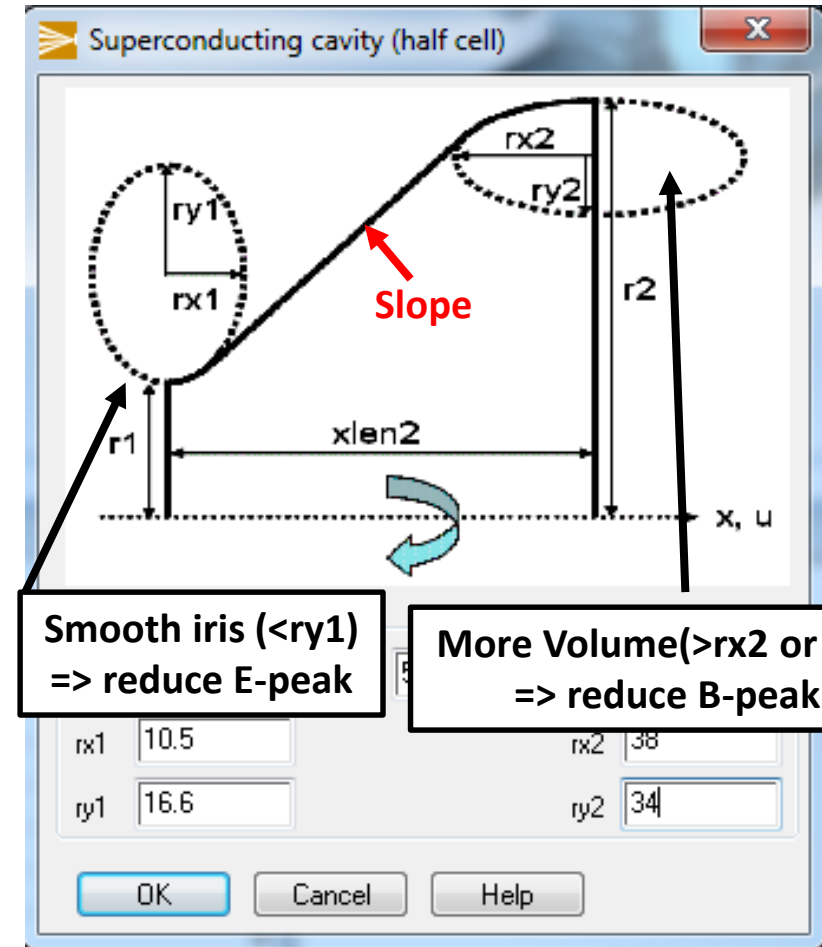 Superconducting cavity (half cell)
rx2
ry1
ry2
rx1
Slope
r2
r1
xlen2
x, u
Smooth iris (<ry1)
=> reduce E-peak
More Volume(>rx2 or
=> reduce B-peak
rx1 10.5
rx2 38
ry1 16.6
ry2 34
OK Cancel Help